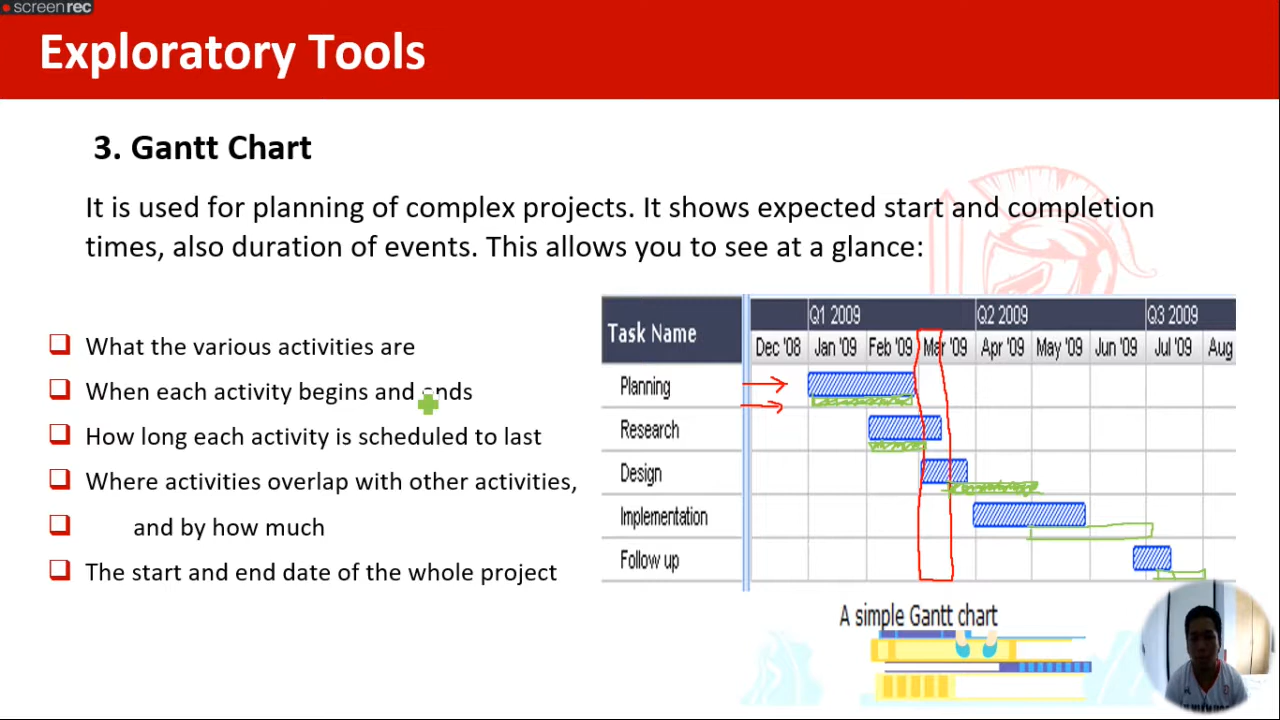 screenrec
Exploratory Tools
3. Gantt Chart
It is used for planning of complex projects. It shows expected start and completion
times, also duration of events. This allows you to see at a glance:
What the various activities are
When each activity begins and ends
How long each activity is scheduled to last
Where activities overlap with other activities,
and by how much
The start and end date of the whole project
Task Name
Q1 2009 Q2 2009 Q3 2009
Dec '08 Jan '09 Feb '09 Mar '09 Apr '09 May '09 Jun '09 Jul '09 Aug
Planning
Research
Design
Implementation
Follow up
A simple Gantt chart